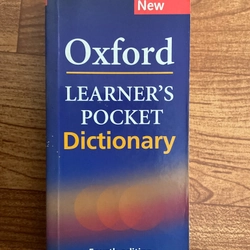 New
Oxford
LEARNER'S
POCKET
Dictionary